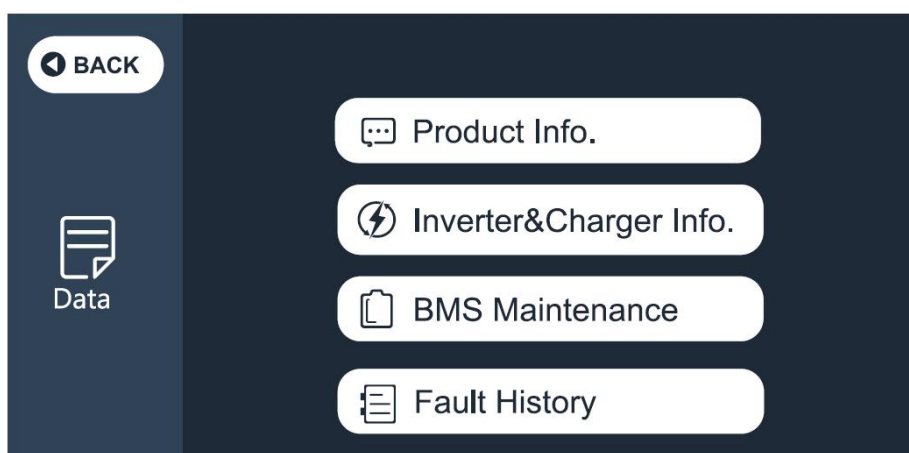 BACK
Data
Product Info.
Inverter&Charger Info.
BMS Maintenance
Fault History